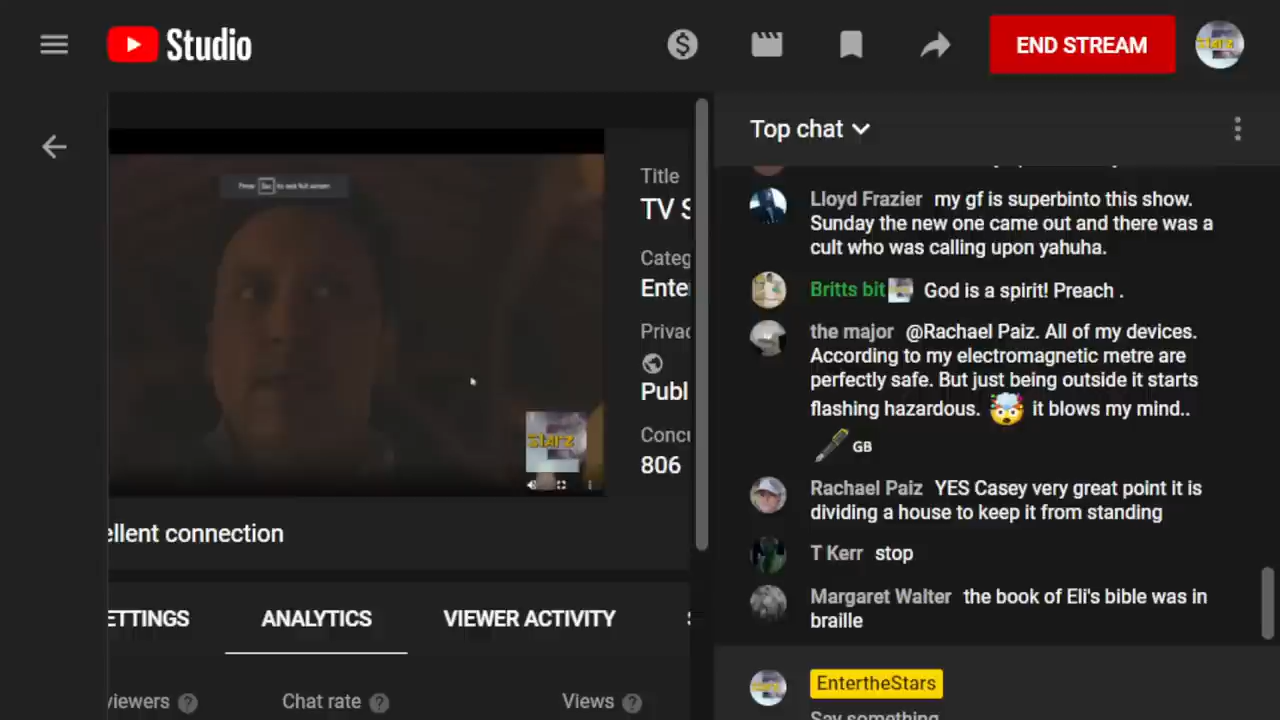 Studio
END STREAM
Top chat
Title
TV S
Categ
Ente
Privac
Publ
Concu
806
ellent connection
ETTINGS
ANALYTICS
VIEWER ACTIVITY
viewers
Chat rate
Views
Starz
Lloyd Frazier my gf is superbinto this show.
Sunday the new one came out and there was a
cult who was calling upon yahuha.
Britts bit God is a spirit! Preach .
the major @Rachael Paiz. All of my devices.
According to my electromagnetic metre are
perfectly safe. But just being outside it starts
flashing hazardous. 🤯 it blows my mind..
GB
Rachael Paiz YES Casey very great point it is
dividing a house to keep it from standing
T Kerr stop
Margaret Walter the book of Eli's bible was in
braille
EntertheStars
Say something